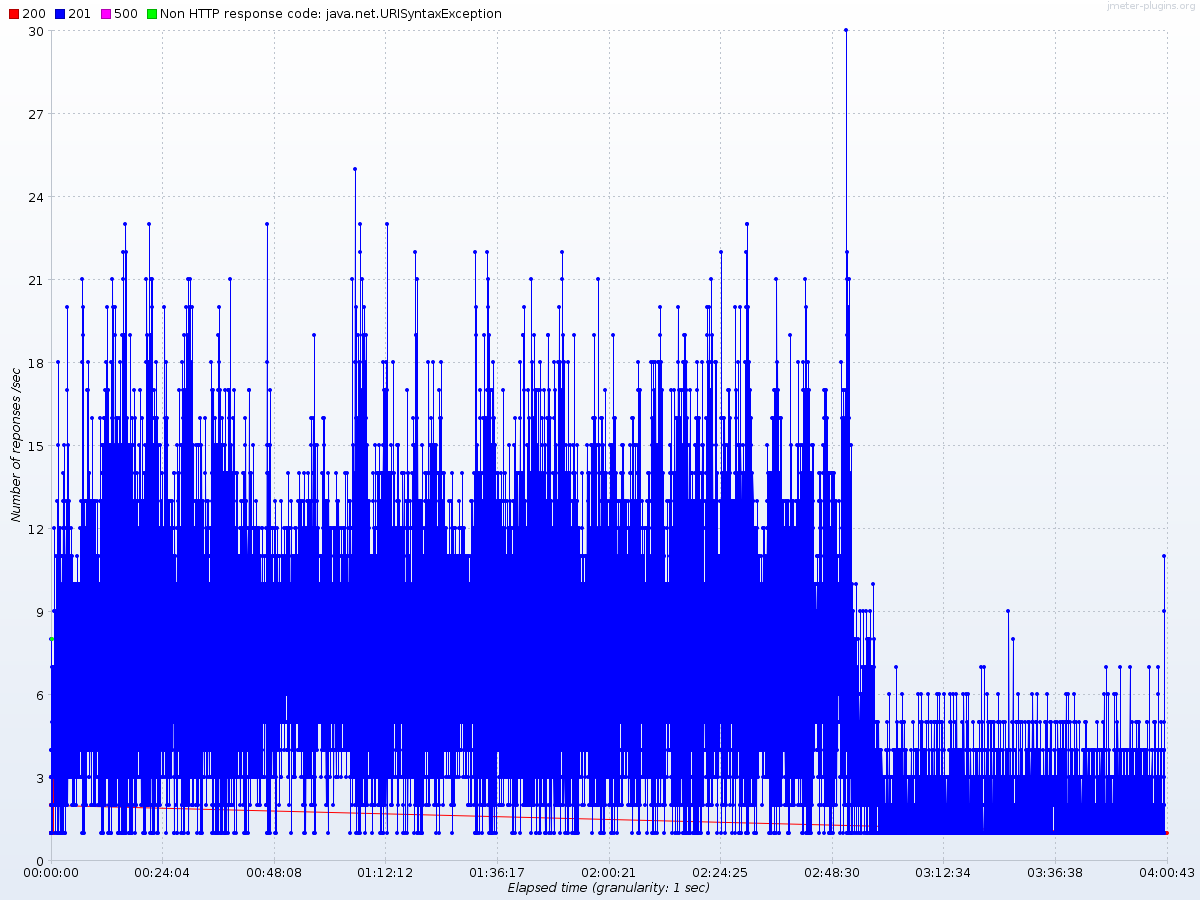 200 201 500 Non HTTP response code: java.net.URISyntaxException
jmeter-plugins.org
30
27
24
21
18
15
12
9
6
3
0
Number of reponses /sec
00:00:00 00:24:04 00:48:08 01:12:12 01:36:17 02:00:21 02:24:25 02:48:30 03:12:34 03:36:38 04:00:43
Elapsed time (granularity: 1 sec)